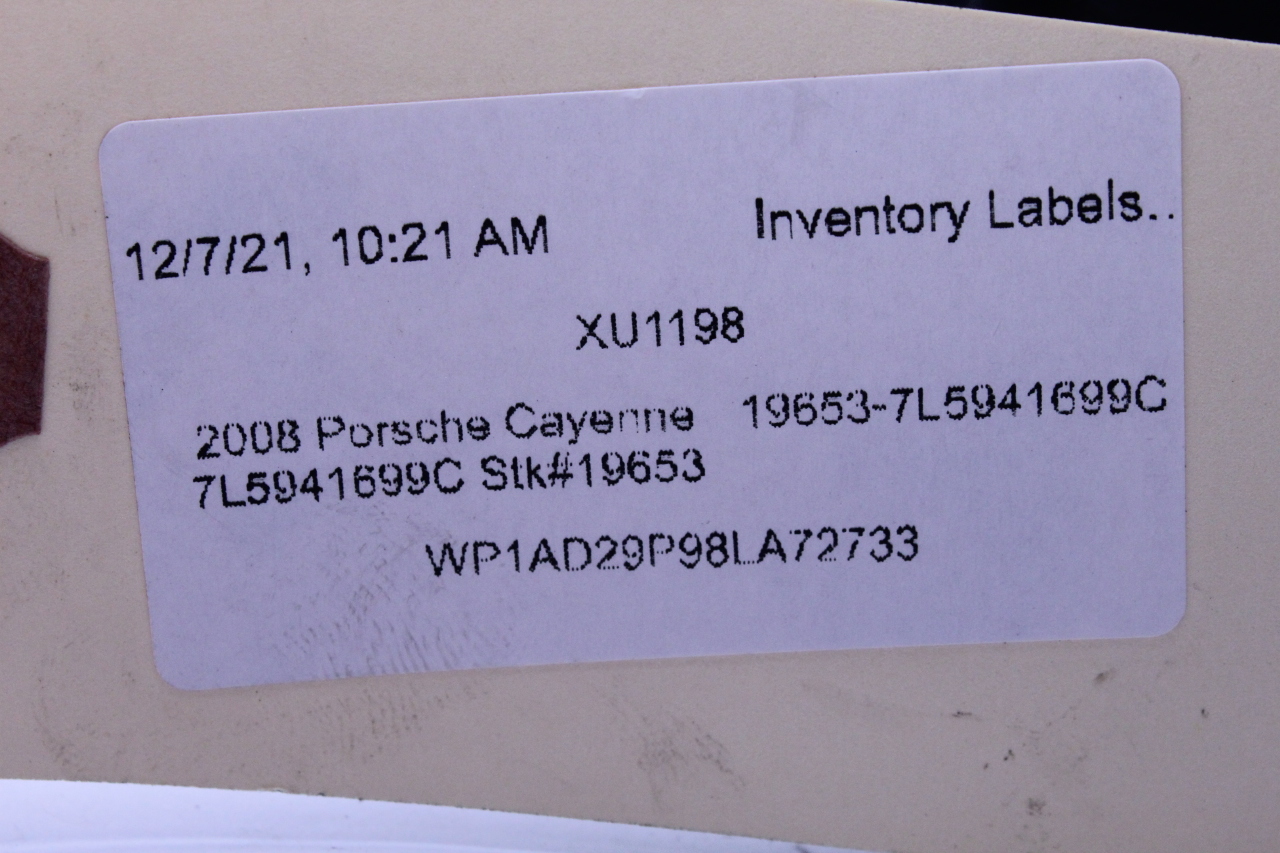 12/7/21, 10:21 AM Inventory Labels..
XU1198
2008 Porsche Cayenne 19653-7L5941699C
7L5941699C Stk#19653
WP1AD29P98LA72733